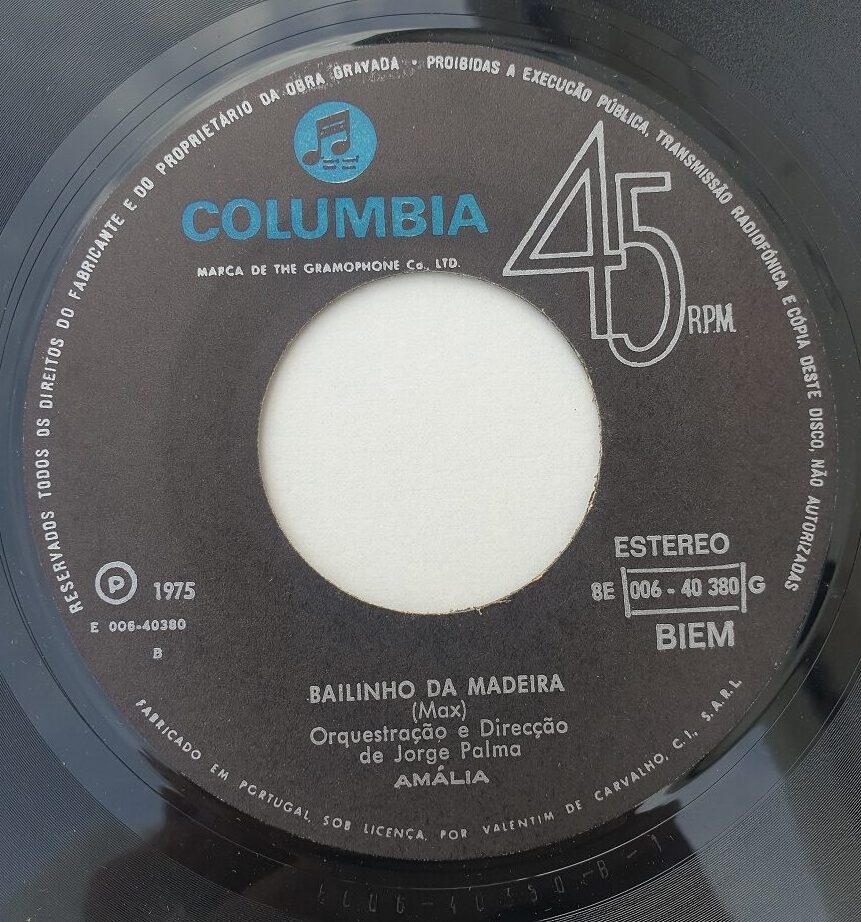 RESERVADOS TODOS OS DIREITOS DO FABRICANTE E DO PROPRIETÁRIO DA OBRA GRAVADA • PROIBIDAS A EXECUCÃO PÚBLICA, TRANSMISSÃO RADIOFÓNICA E CÓPIA DESTE DISCO, NÃO AUTORIZADAS
COLUMBIA
MARCA DE THE GRAMOPHONE Co., LTD.
45 RPM
ESTEREO
8E 006 - 40 380 G
BIEM
Ⓟ 1975
E 006-40380
B
BAILINHO DA MADEIRA
(Max)
Orquestração e Direcção
de Jorge Palma
AMÁLIA
FABRICADO EM PORTUGAL, SOB LICENÇA, POR VALENTIM DE CARVALHO, C.I., S.A.R.L.